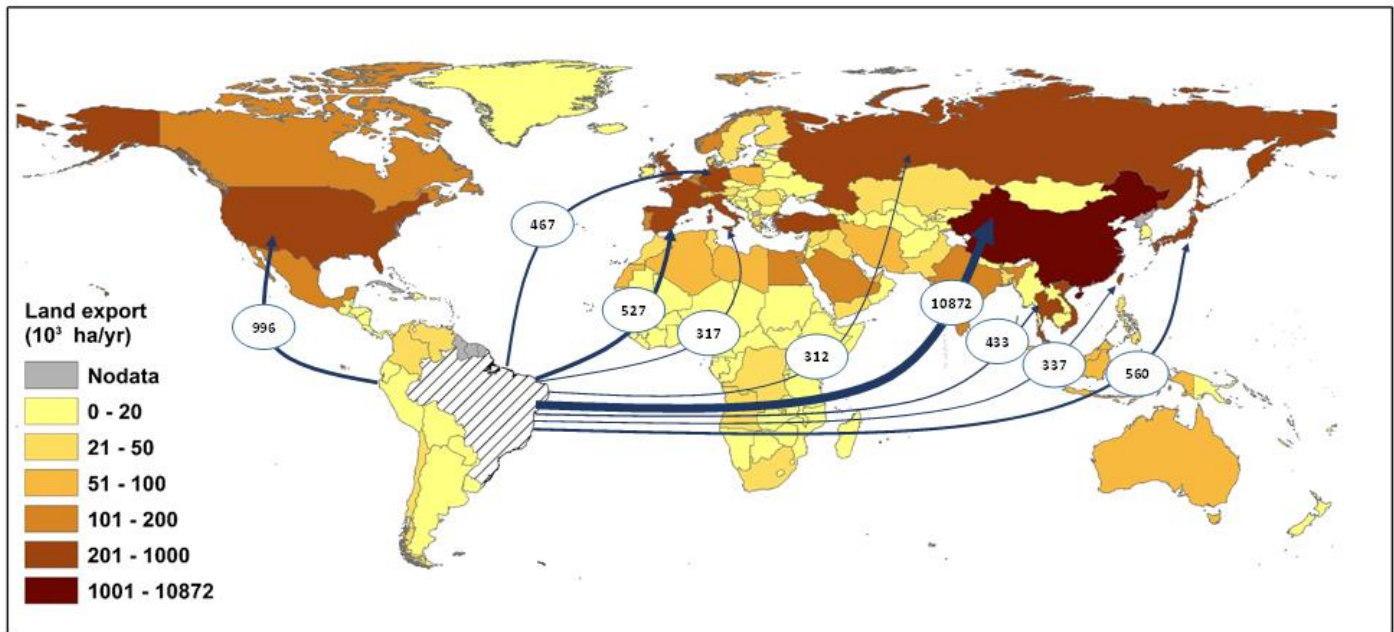 467
996
527
317
312
10872
433
337
560
Land export
(10³ ha/yr)
Nodata
0 - 20
21 - 50
51 - 100
101 - 200
201 - 1000
1001 - 10872